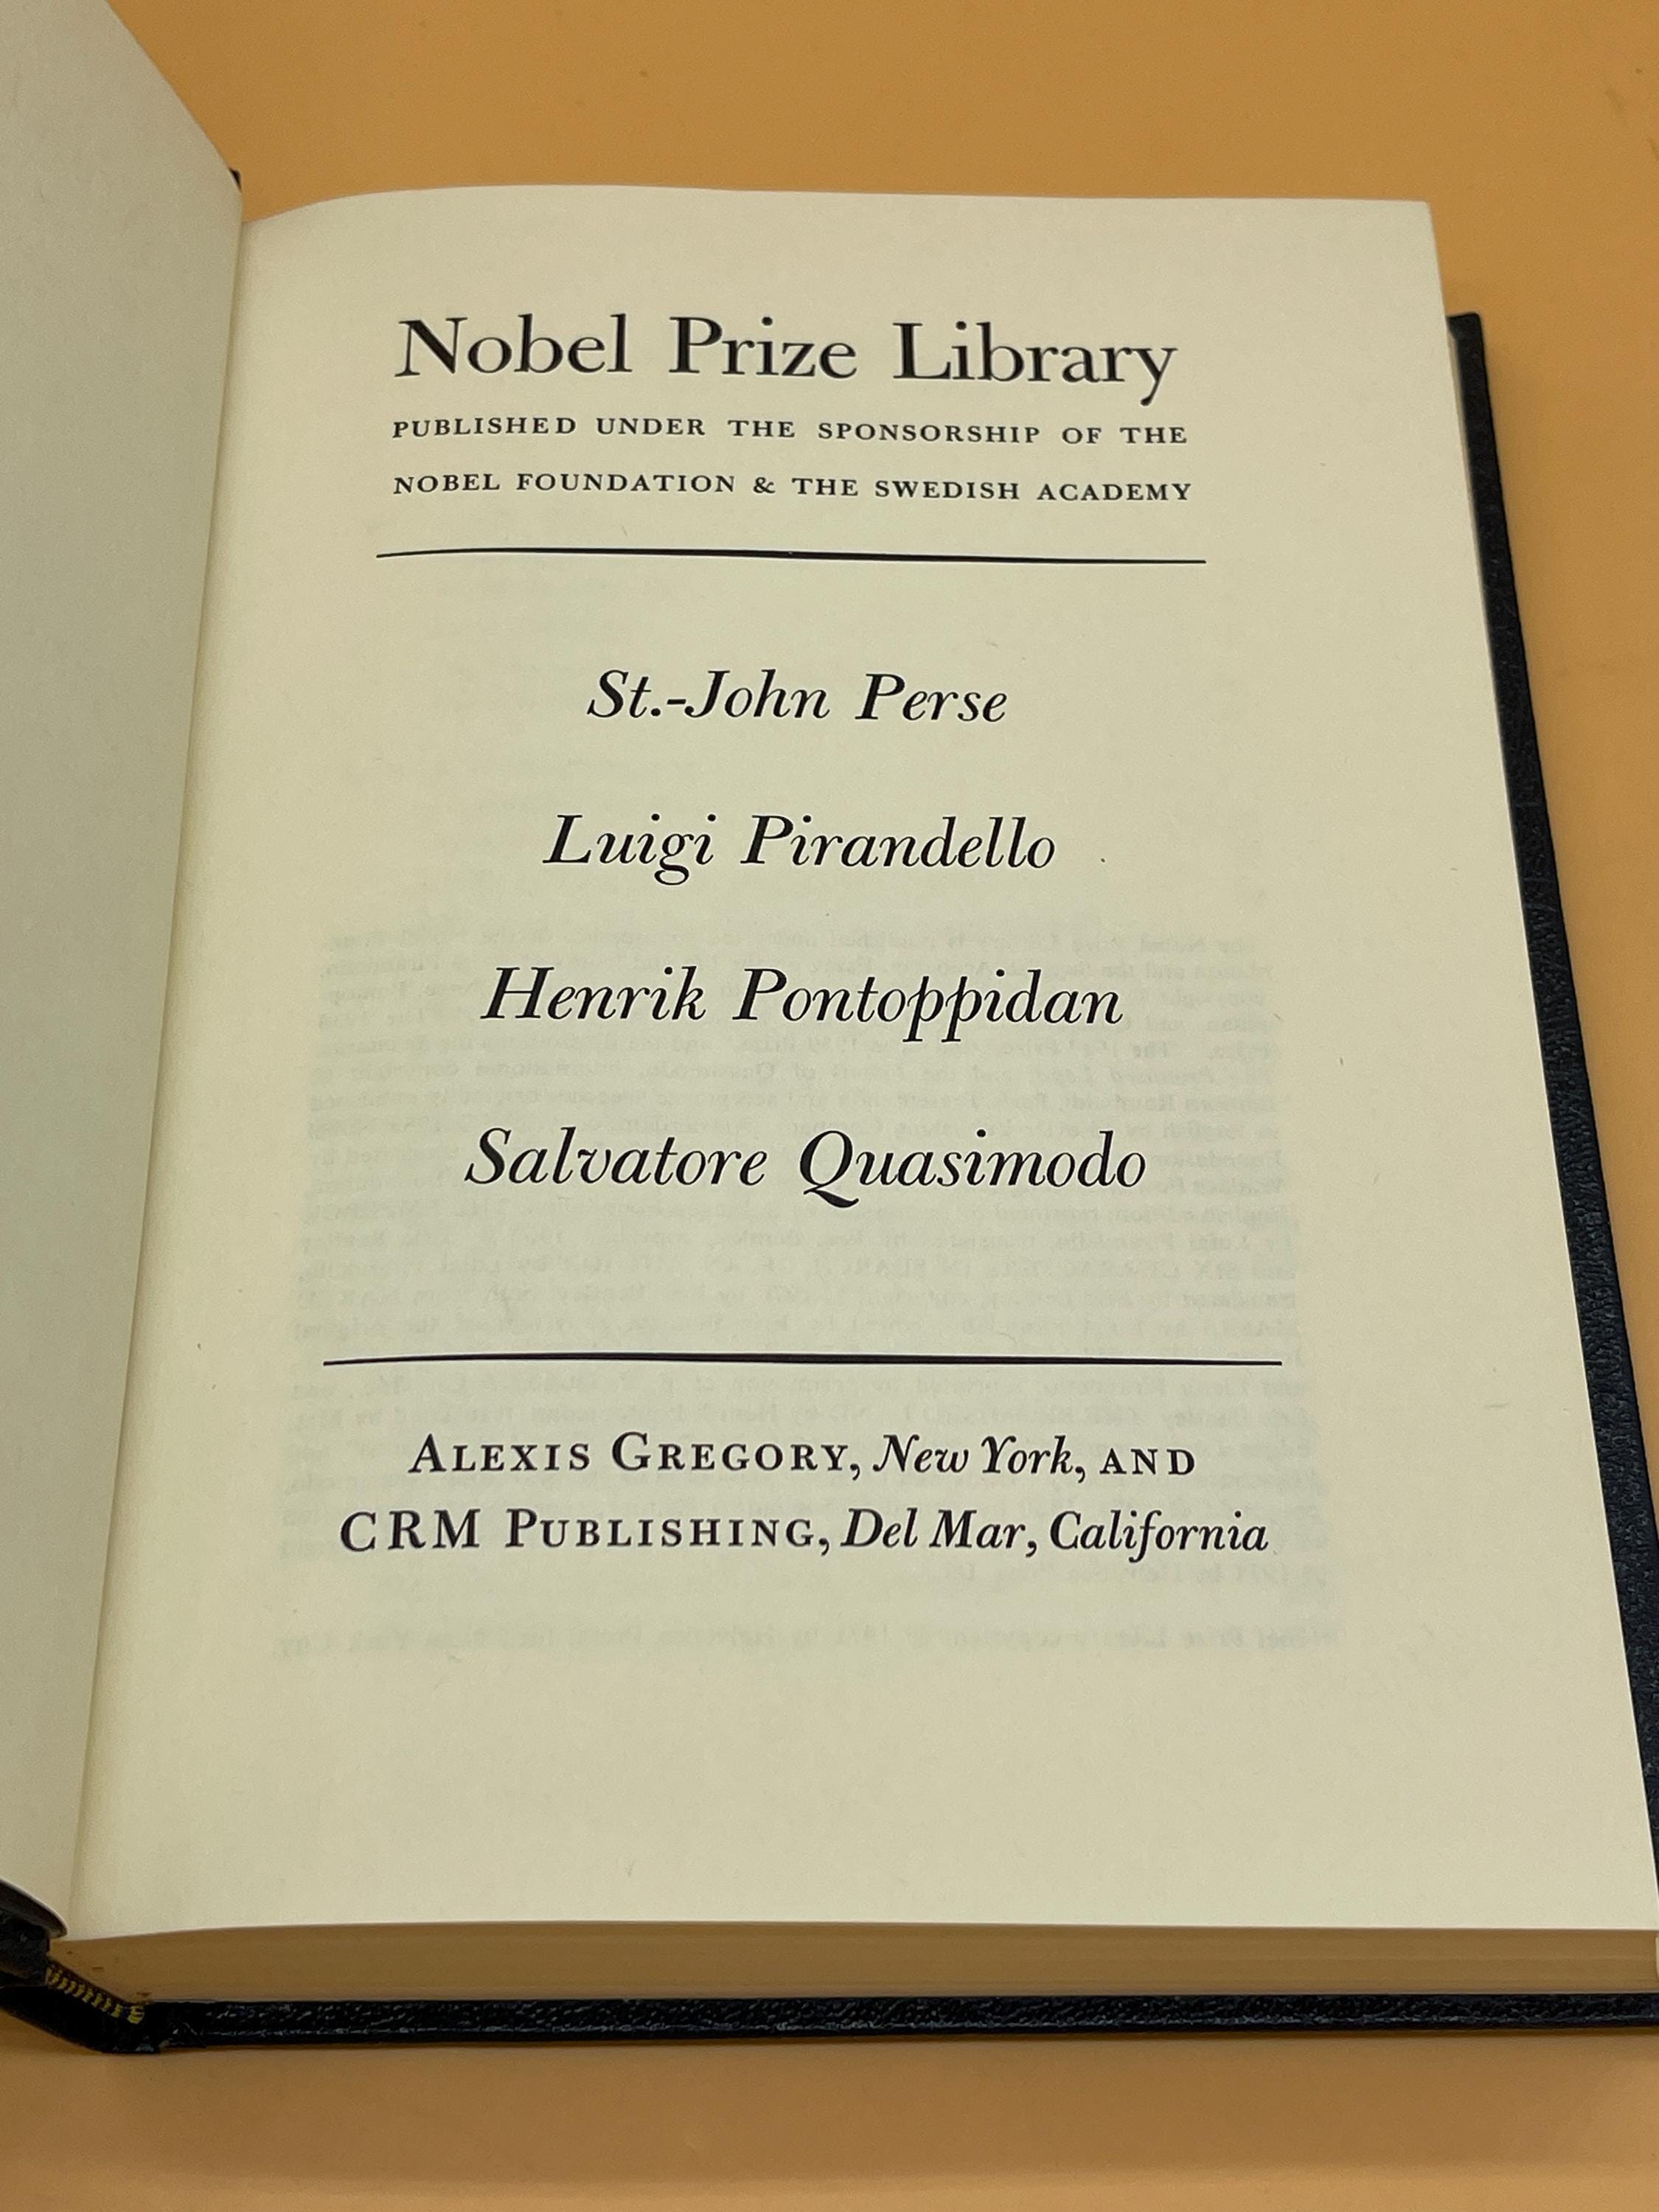 Nobel Prize Library
PUBLISHED UNDER THE SPONSORSHIP OF THE
NOBEL FOUNDATION & THE SWEDISH ACADEMY
St.-John Perse
Luigi Pirandello
Henrik Pontoppidan
Salvatore Quasimodo
ALEXIS GREGORY, New York, AND
CRM PUBLISHING, Del Mar, California